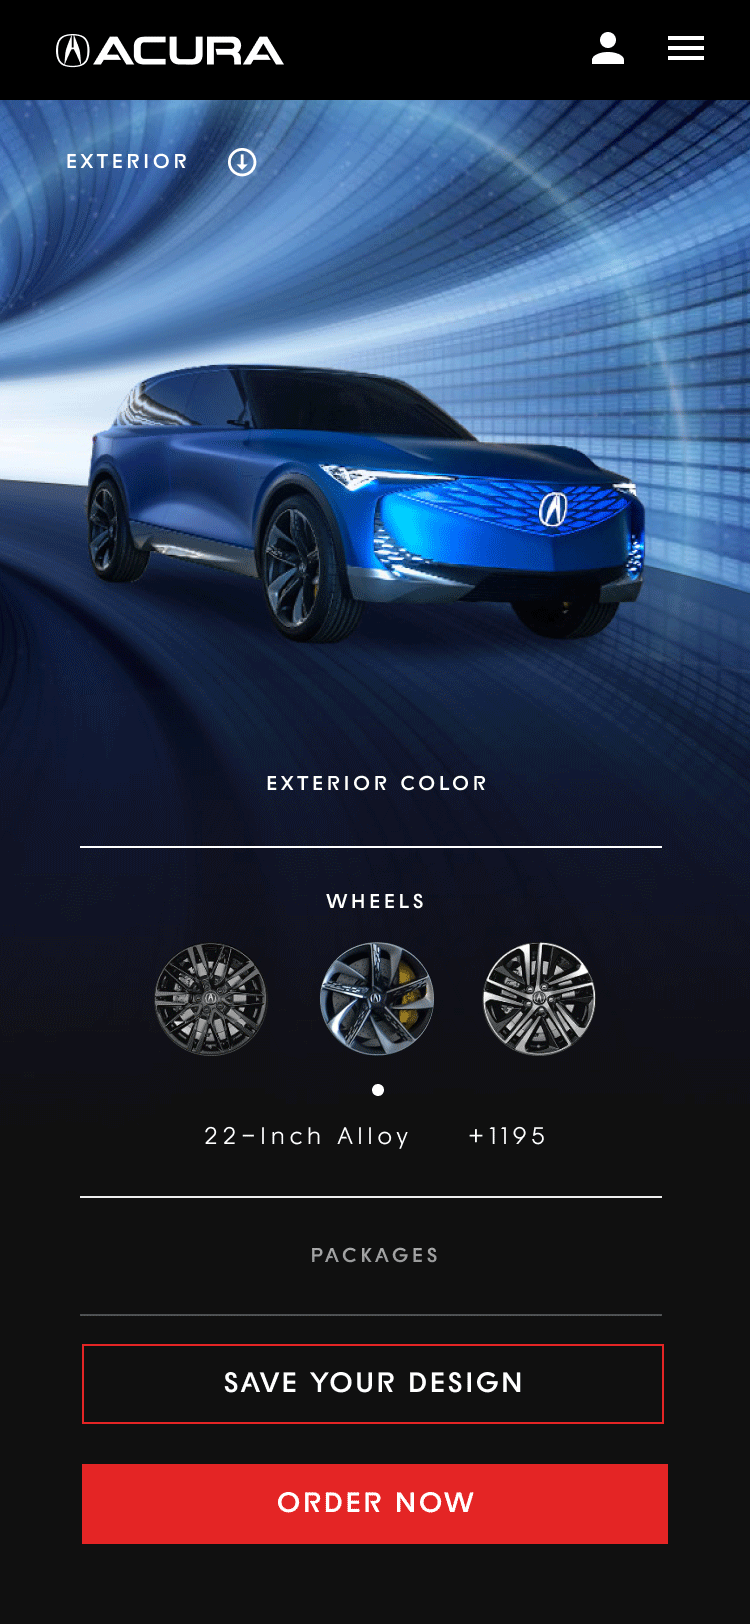 ACURA
EXTERIOR
EXTERIOR COLOR
WHEELS
22-Inch Alloy +1195
PACKAGES
SAVE YOUR DESIGN
ORDER NOW